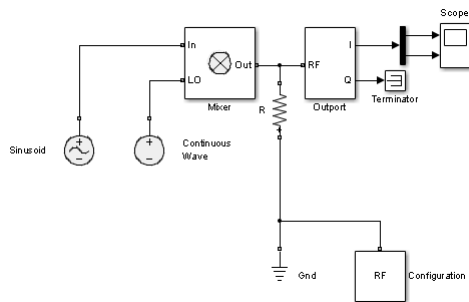 Scope
In
LO
Out
Mixer
RF
I
Q
Outport
Terminator
R
Sinusoid
Continuous
Wave
Gnd
RF
Configuration